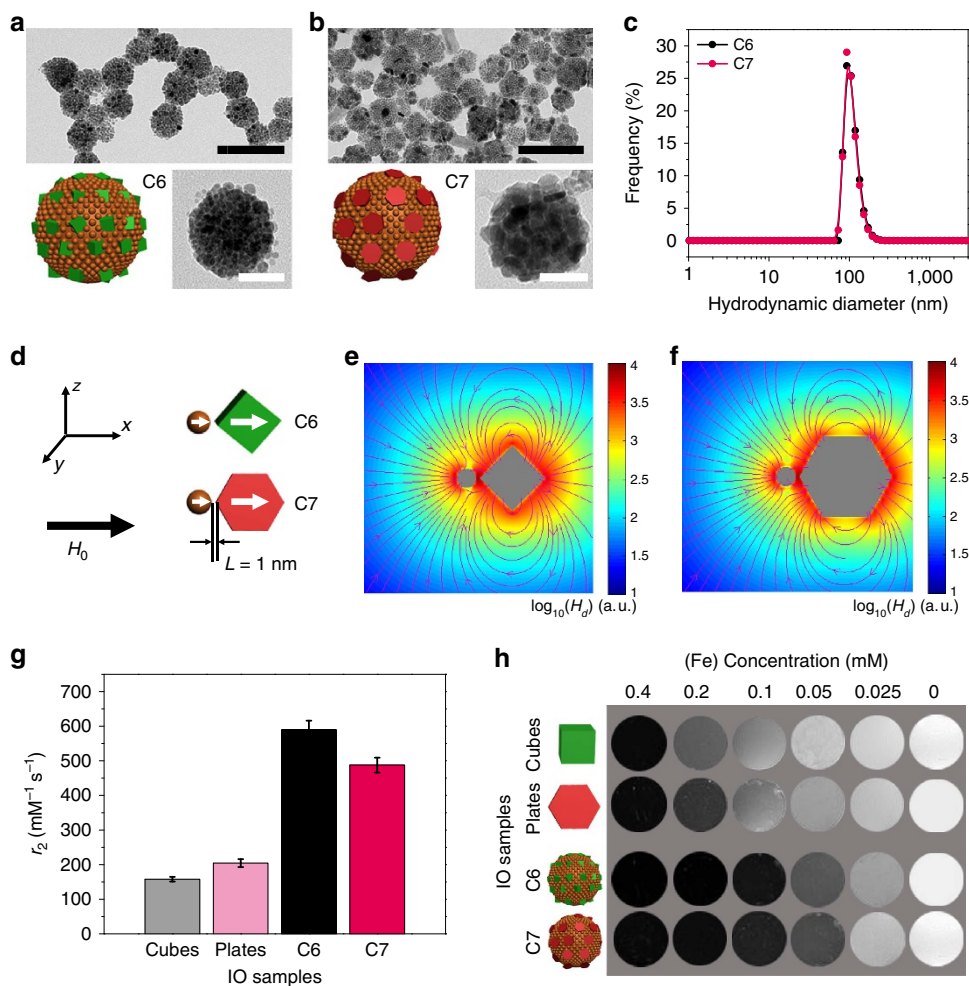 a
b
c
C6
C7
30
25
20
15
10
5
0
Frequency (%)
C6
C7
1
10
100
1,000
Hydrodynamic diameter (nm)
d
z
x
y
H0
C6
C7
L = 1 nm
e
4
3.5
3
2.5
2
1.5
1
log10(Hd) (a.u.)
f
4
3.5
3
2.5
2
1.5
1
log10(Hd) (a.u.)
g
700
600
500
400
300
200
100
0
r2 (mM−1 s−1)
Cubes Plates C6 C7
IO samples
h
(Fe) Concentration (mM)
0.4 0.2 0.1 0.05 0.025 0
IO samples
Cubes
Plates
C6
C7